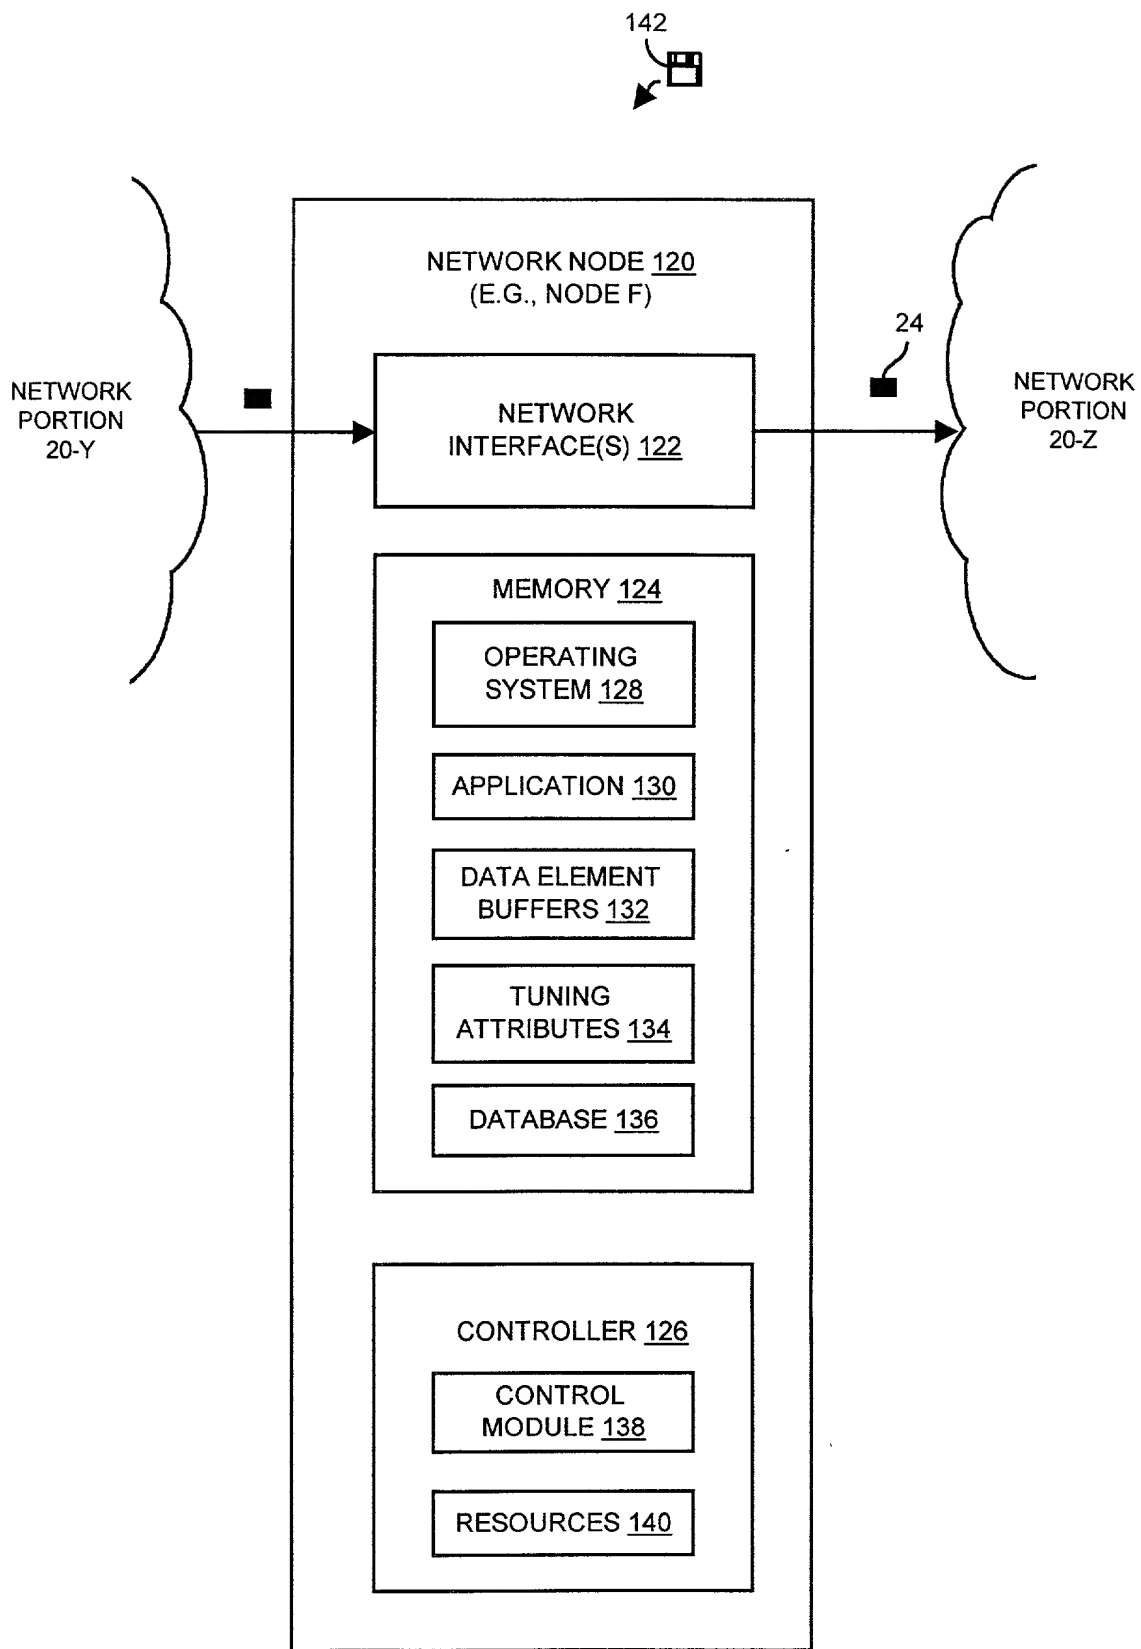 142
NETWORK NODE 120
(E.G., NODE F)
24
NETWORK
PORTION
20-Y
NETWORK
INTERFACE(S) 122
NETWORK
PORTION
20-Z
MEMORY 124
OPERATING
SYSTEM 128
APPLICATION 130
DATA ELEMENT
BUFFERS 132
TUNING
ATTRIBUTES 134
DATABASE 136
CONTROLLER 126
CONTROL
MODULE 138
RESOURCES 140